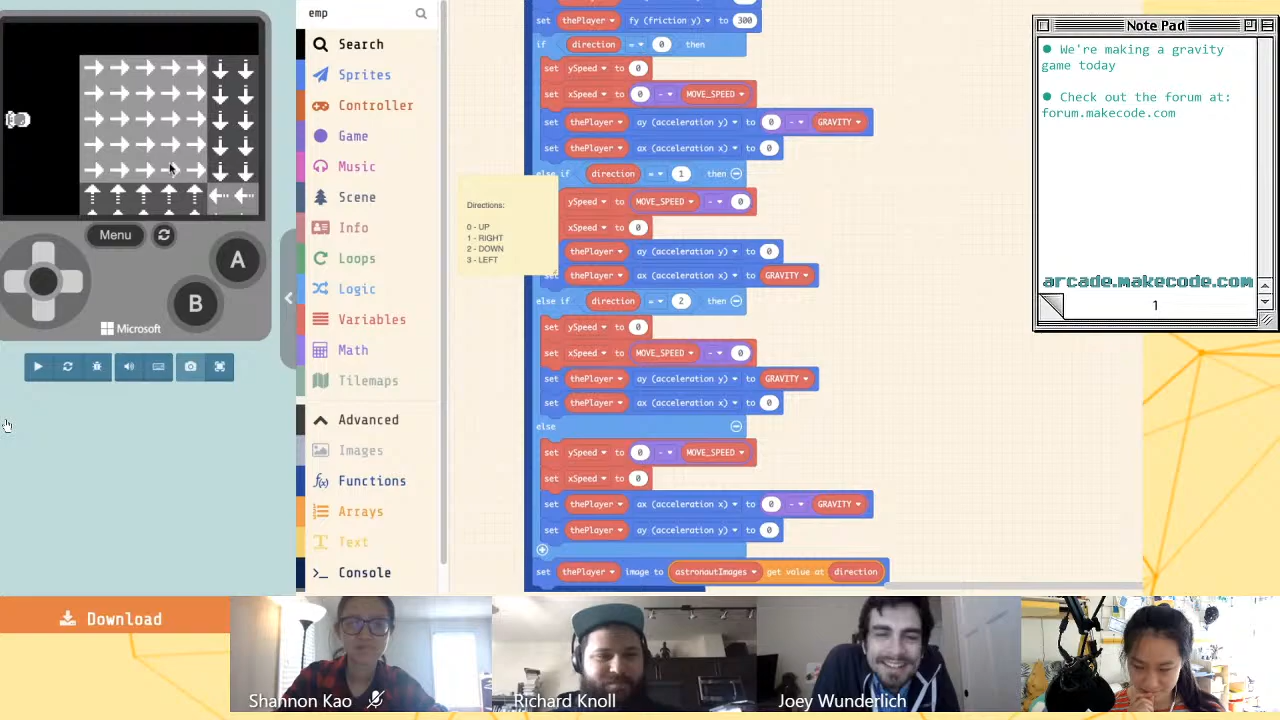 emp
Search
Sprites
Controller
Game
Music
Scene
Info
Loops
Logic
Variables
Math
Tilemaps
Advanced
Images
Functions
Arrays
Text
Console
Menu
A
B
Microsoft
Download
set thePlayer fy (friction y) to 300
if direction = 0 then
set ySpeed to 0
set xSpeed to 0 - MOVE_SPEED
set thePlayer ay (acceleration y) to 0 - GRAVITY
set thePlayer ax (acceleration x) to 0
else if direction = 1 then
ySpeed to MOVE_SPEED - 0
xSpeed to 0
thePlayer ay (acceleration y) to 0
set thePlayer ax (acceleration x) to GRAVITY
else if direction = 2 then
set ySpeed to 0
set xSpeed to MOVE_SPEED - 0
set thePlayer ay (acceleration y) to GRAVITY
set thePlayer ax (acceleration x) to 0
else
set ySpeed to 0 - MOVE_SPEED
set xSpeed to 0
set thePlayer ax (acceleration x) to 0 - GRAVITY
set thePlayer ay (acceleration y) to 0
set thePlayer image to astronautImages get value at direction
Directions:
0 - UP
1 - RIGHT
2 - DOWN
3 - LEFT
Note Pad
● We're making a gravity
game today
● Check out the forum at:
forum.makecode.com
arcade.makecode.com
1
Shannon Kao
Richard Knoll
Joey Wunderlich